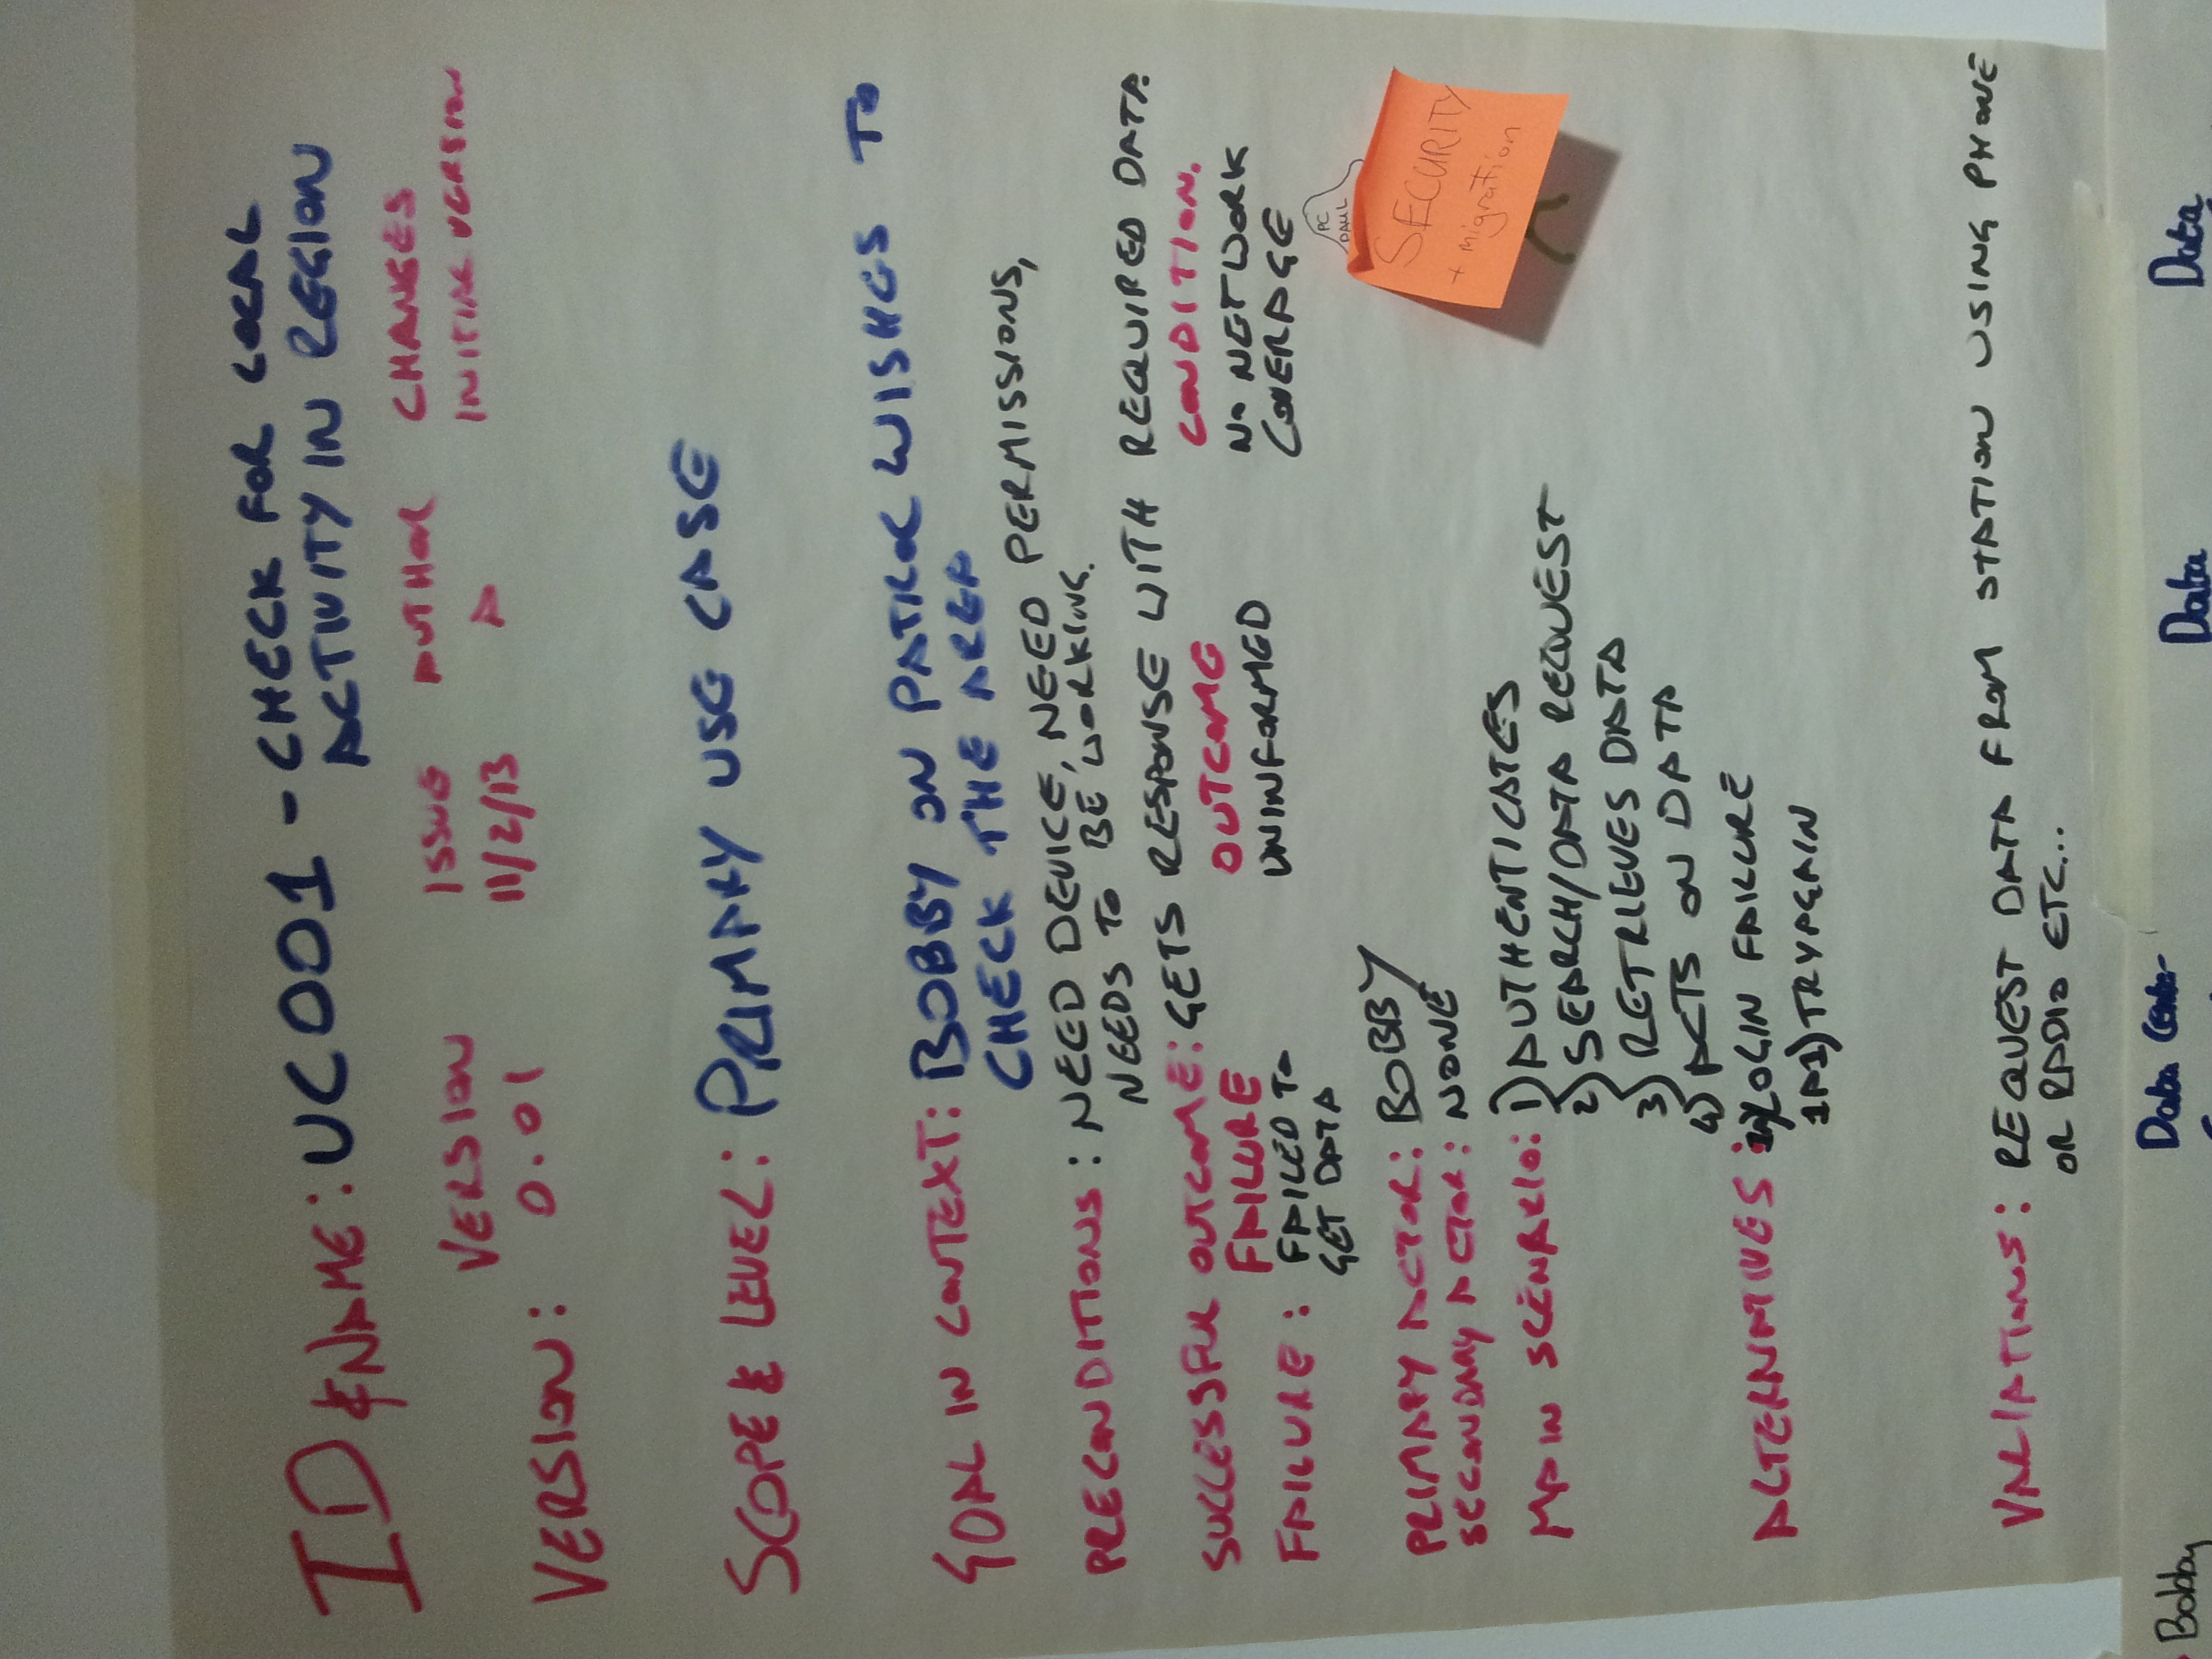 ID & NAME: UC001 - CHECK FOR LOCAL
ACTIVITY IN REGION
VERSION ISSUE AUTHOR CHANGES
VERSION: 0.01 11/2/13 A INITIAL VERSION
SCOPE & LEVEL: PRIMARY USE CASE
GOAL IN CONTEXT: BOBBY ON PATROL WISHES TO
CHECK THE AREA
PRECONDITIONS: NEED DEVICE, NEED PERMISSIONS,
NEEDS TO BE WORKING.
SUCCESSFUL OUTCOME: GETS RESPONSE WITH REQUIRED DATA
FAILURE OUTCOME CONDITION.
FAILURE: FAILED TO UNINFORMED NO NETWORK
GET DATA COVERAGE
PC
PAUL
SECURITY
+ migration
PRIMARY ACTOR: BOBBY
SECONDARY ACTOR: NONE
MAIN SCENARIO: 1) AUTHENTICATES
2) SEARCH/DATA REQUEST
3) RETRIEVES DATA
4) ACTS ON DATA
ALTERNATIVES: LOGIN FAILURE
1A1) TRY AGAIN
VARIATIONS: REQUEST DATA FROM STATION USING PHONE
OR RADIO ETC...
Bobby Data Center Data Data